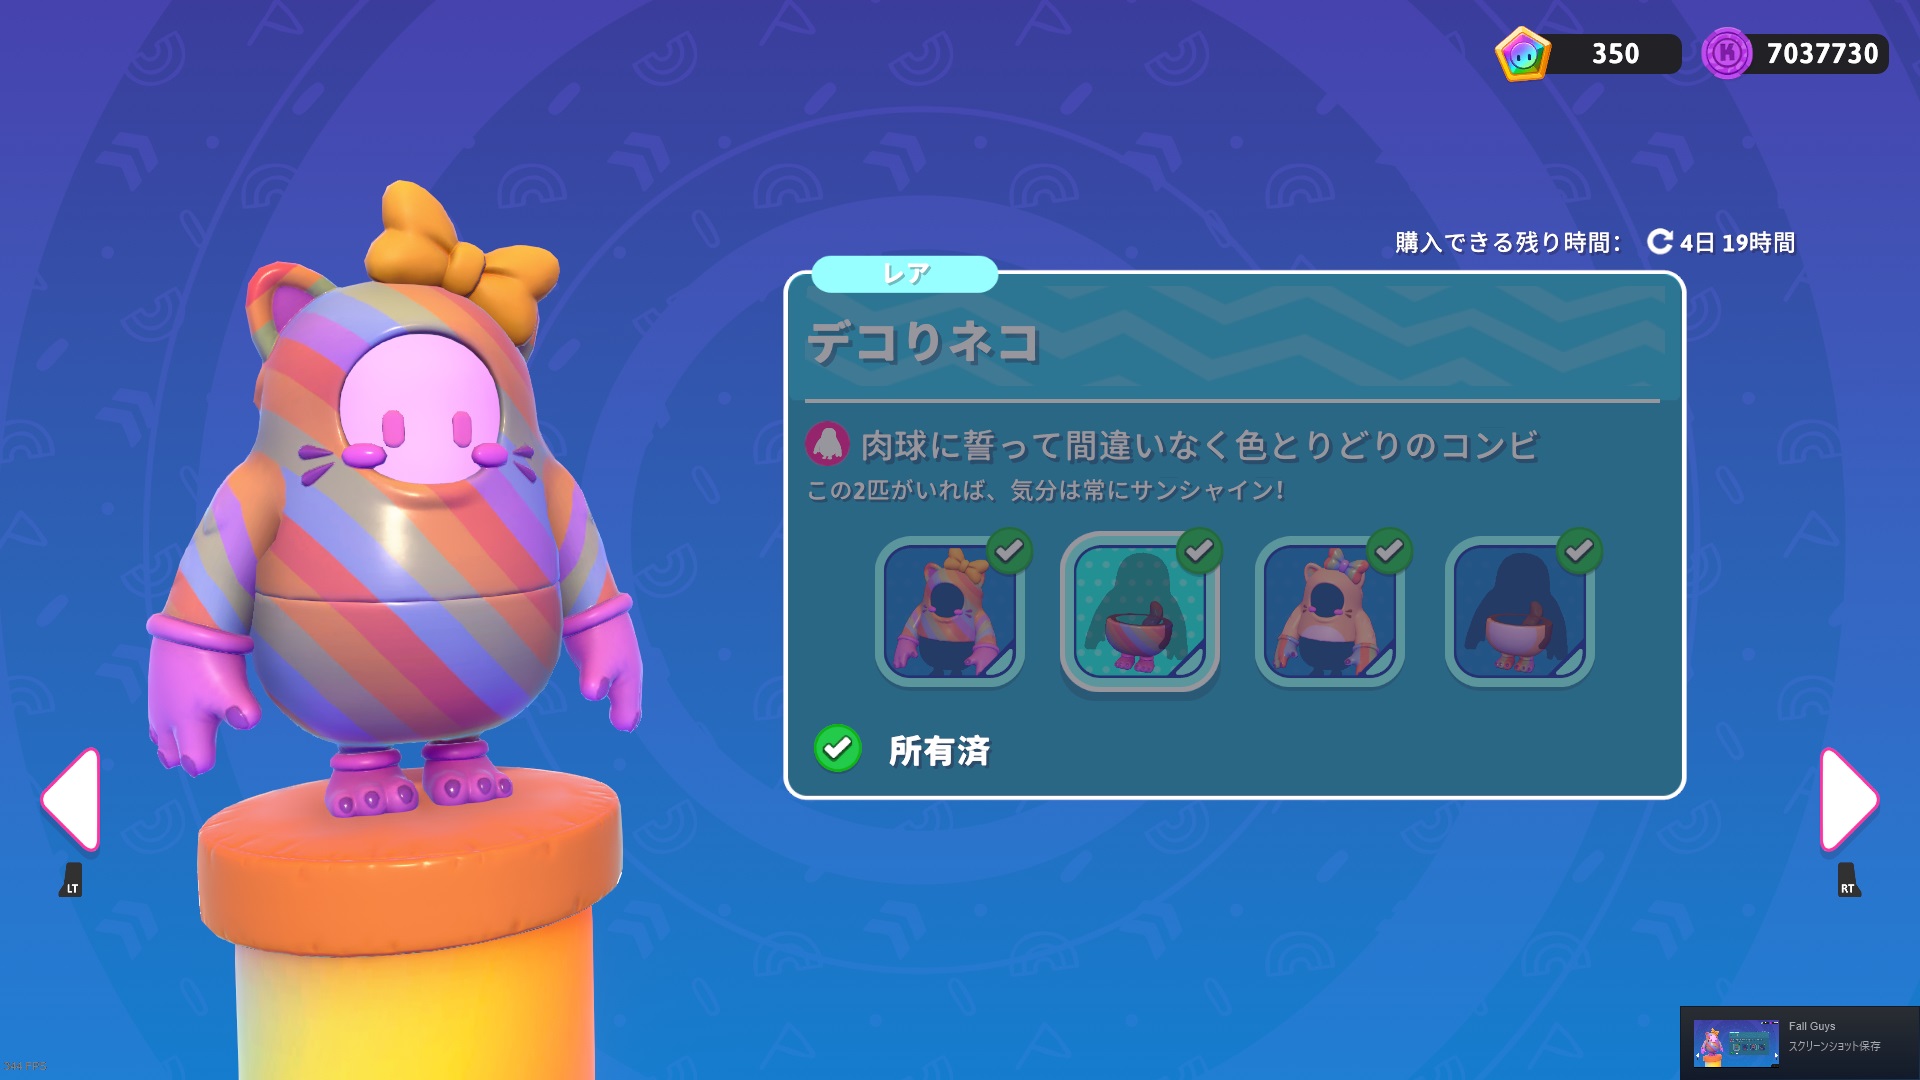 350
K
7037730
購入できる残り時間： 4日 19時間
レア
デコりネコ
肉球に誓って間違いなく色とりどりのコンビ
この2匹がいれば、気分は常にサンシャイン！
所有済
LT
RT
Fall Guys
スクリーンショット保存